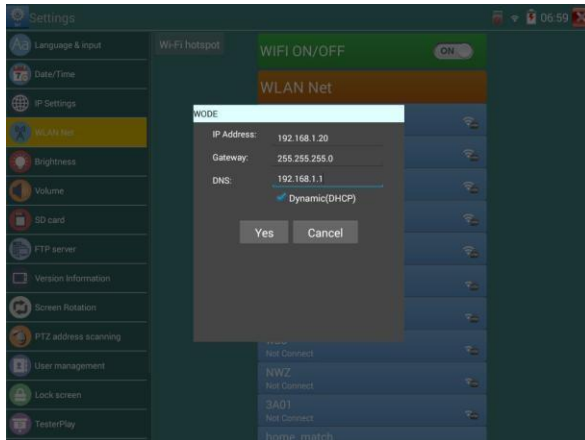 Settings
06:59
Language & input
Date/Time
IP Settings
WLAN Net
Brightness
Volume
SD card
FTP server
Version Information
Screen Rotation
PTZ address scanning
User management
Lock screen
TesterPlay
Wi-Fi hotspot
WIFI ON/OFF
ON
WLAN Net
WODE
IP Address: 192.168.1.20
Gateway: 255.255.255.0
DNS: 192.168.1.1
Dynamic(DHCP)
Yes Cancel
Not Connect
NWZ
Not Connect
3A01
Not Connect
home_match